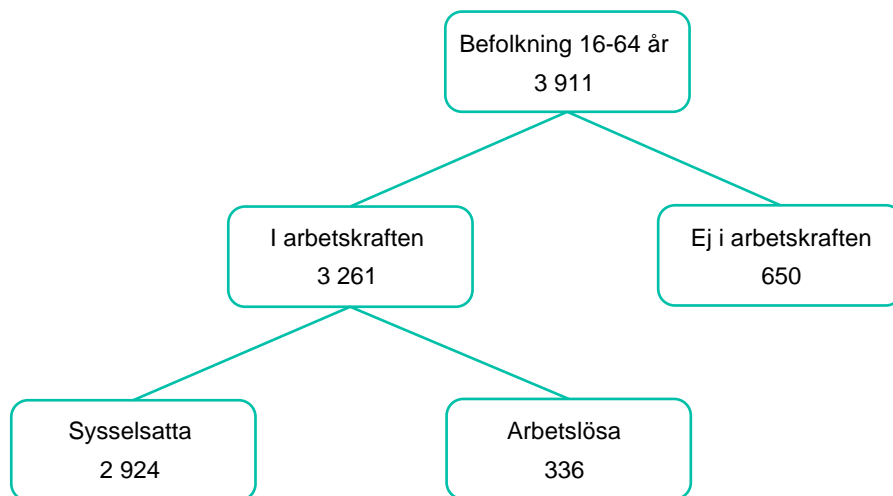 Befolkning 16-64 år
3 911
I arbetskraften
3 261
Ej i arbetskraften
650
Sysselsatta
2 924
Arbetslösa
336